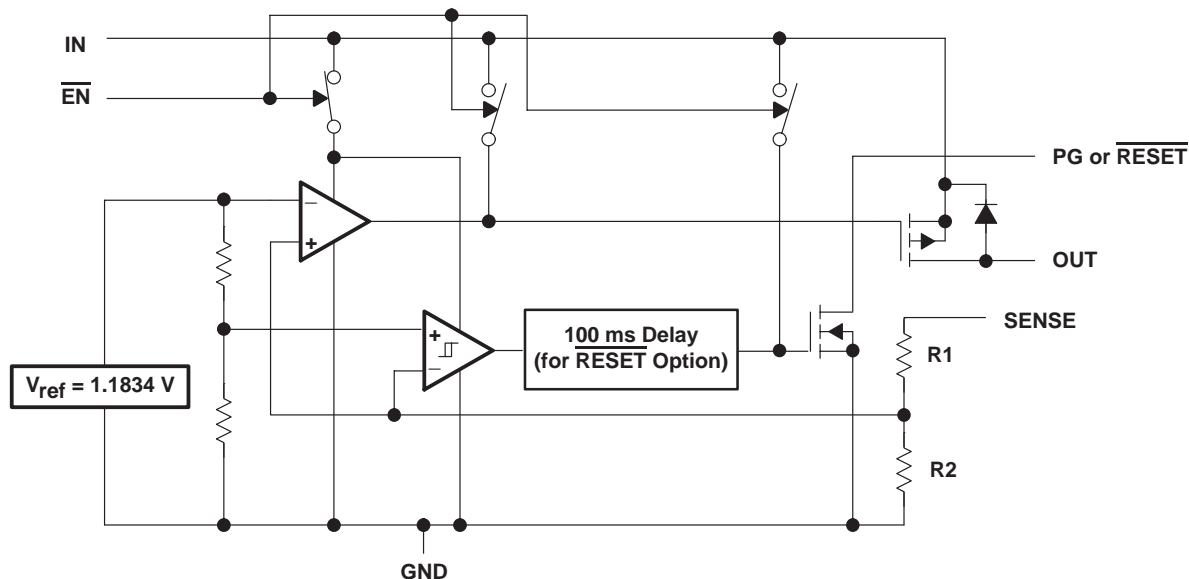 IN
EN
PG or RESET
OUT
SENSE
−
+
+
−
100 ms Delay
(for RESET Option)
R1
Vref = 1.1834 V
R2
GND